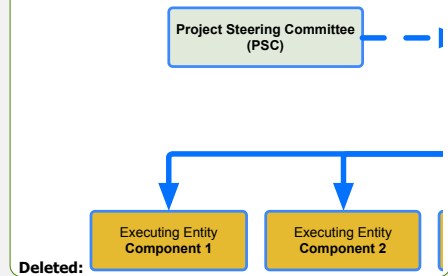 Project Steering Committee
(PSC)
Executing Entity
Component 1
Executing Entity
Component 2
Deleted: